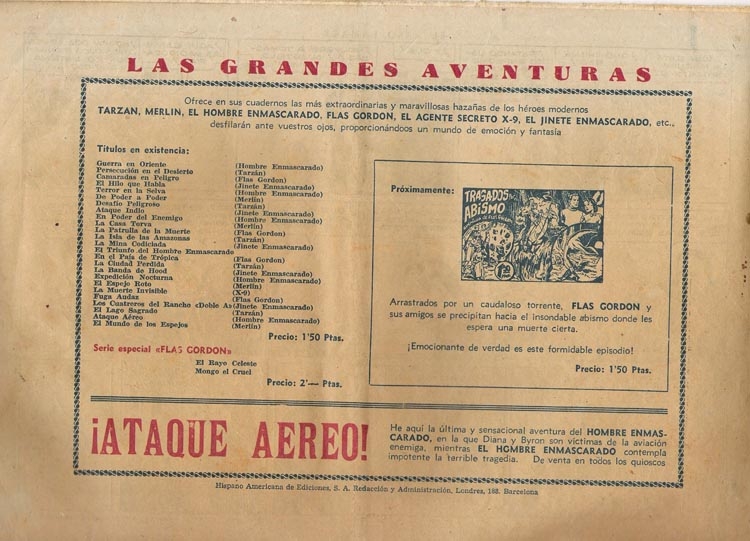 LAS GRANDES AVENTURAS
Ofrece en sus cuadernos las más extraordinarias y maravillosas hazañas de los héroes modernos
TARZAN, MERLIN, EL HOMBRE ENMASCARADO, FLAS GORDON, EL AGENTE SECRETO X-9, EL JINETE ENMASCARADO, etc.,
desfilarán ante vuestros ojos, proporcionándoos un mundo de emoción y fantasía
Títulos en existencia:
Guerra en Oriente (Hombre Enmascarado)
Persecución en el Desierto (Tarzán)
Camaradas en Peligro (Flas Gordon)
El Hilo que Habla (Jinete Enmascarado)
Terror en la Selva (Hombre Enmascarado)
De Poder a Poder (Merlín)
Desafío Peligroso (Tarzán)
Ataque Indio (Jinete Enmascarado)
En Poder del Enemigo (Hombre Enmascarado)
La Casa Torva (Merlín)
La Patrulla de la Muerte (Flas Gordon)
La Isla de las Amazonas (Tarzán)
La Mina Codiciada (Jinete Enmascarado)
El Triunfo del Hombre Enmascarado
En el País de Trópica (Flas Gordon)
La Ciudad Perdida (Tarzán)
La Banda de Hood (Jinete Enmascarado)
Expedición Nocturna (Hombre Enmascarado)
El Espejo Roto (Merlín)
La Muerte Invisible (X-9)
Fuga Audaz (Flas Gordon)
Los Cuatreros del Rancho «Doble As» (Jinete Enmascarado)
El Lago Sagrado (Tarzán)
Ataque Aéreo (Hombre Enmascarado)
El Mundo de los Espejos (Merlín)
Precio: 1'50 Ptas.
Serie especial «FLAS GORDON»
El Rayo Celeste
Mongo el Cruel
Precio: 2'— Ptas.
Próximamente:
TRAGADOS
ABISMO
Arrastrados por un caudaloso torrente, FLAS GORDON y
sus amigos se precipitan hacia el insondable abismo donde les
espera una muerte cierta.
¡Emocionante de verdad es este formidable episodio!
Precio: 1'50 Ptas.
¡ATAQUE AEREO!
He aquí la última y sensacional aventura del HOMBRE ENMAS-
CARADO, en la que Diana y Byron son víctimas de la aviación
enemiga, mientras EL HOMBRE ENMASCARADO contempla
impotente la terrible tragedia. De venta en todos los quioscos
Hispano Americana de Ediciones, S. A. Redacción y Administración, Londres, 188. Barcelona